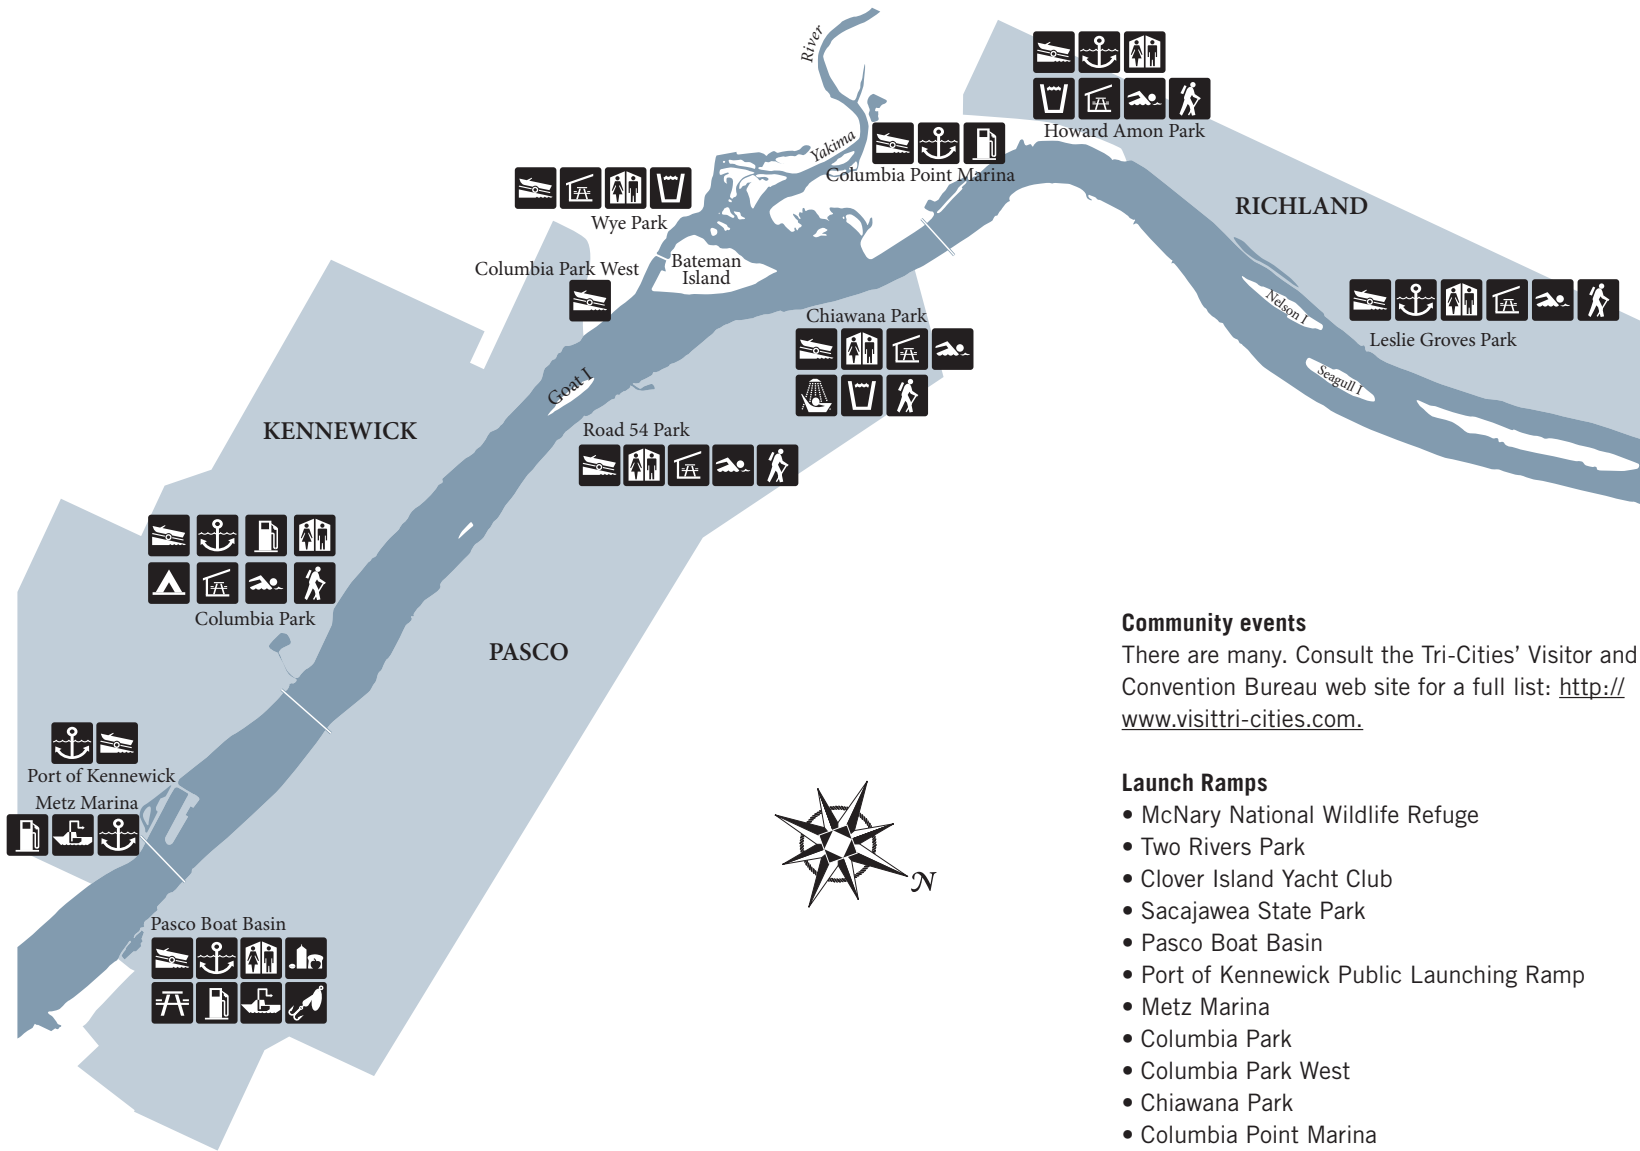 River
Yakima
Howard Amon Park
Columbia Point Marina
RICHLAND
Wye Park
Columbia Park West
Bateman
Island
Nelson I
Chiawana Park
Leslie Groves Park
Seagull I
Goat I
KENNEWICK
Road 54 Park
Columbia Park
PASCO
Port of Kennewick
Metz Marina
Pasco Boat Basin
N
Community events
There are many. Consult the Tri-Cities’ Visitor and
Convention Bureau web site for a full list: http://
www.visittri-cities.com.
Launch Ramps
• McNary National Wildlife Refuge
• Two Rivers Park
• Clover Island Yacht Club
• Sacajawea State Park
• Pasco Boat Basin
• Port of Kennewick Public Launching Ramp
• Metz Marina
• Columbia Park
• Columbia Park West
• Chiawana Park
• Columbia Point Marina